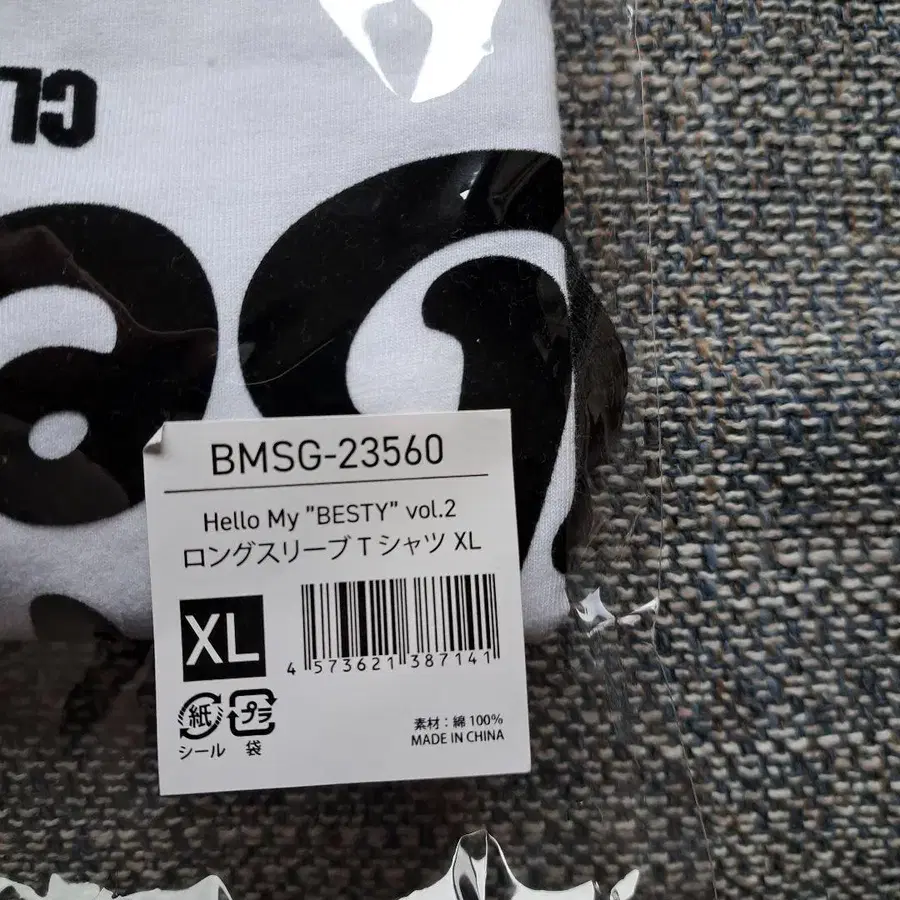 CL
BMSG-23560
Hello My "BESTY" vol.2
ロングスリーブTシャツ XL
XL
4 573621 387141
紙 プラ
シール 袋
素材:綿 100%
MADE IN CHINA